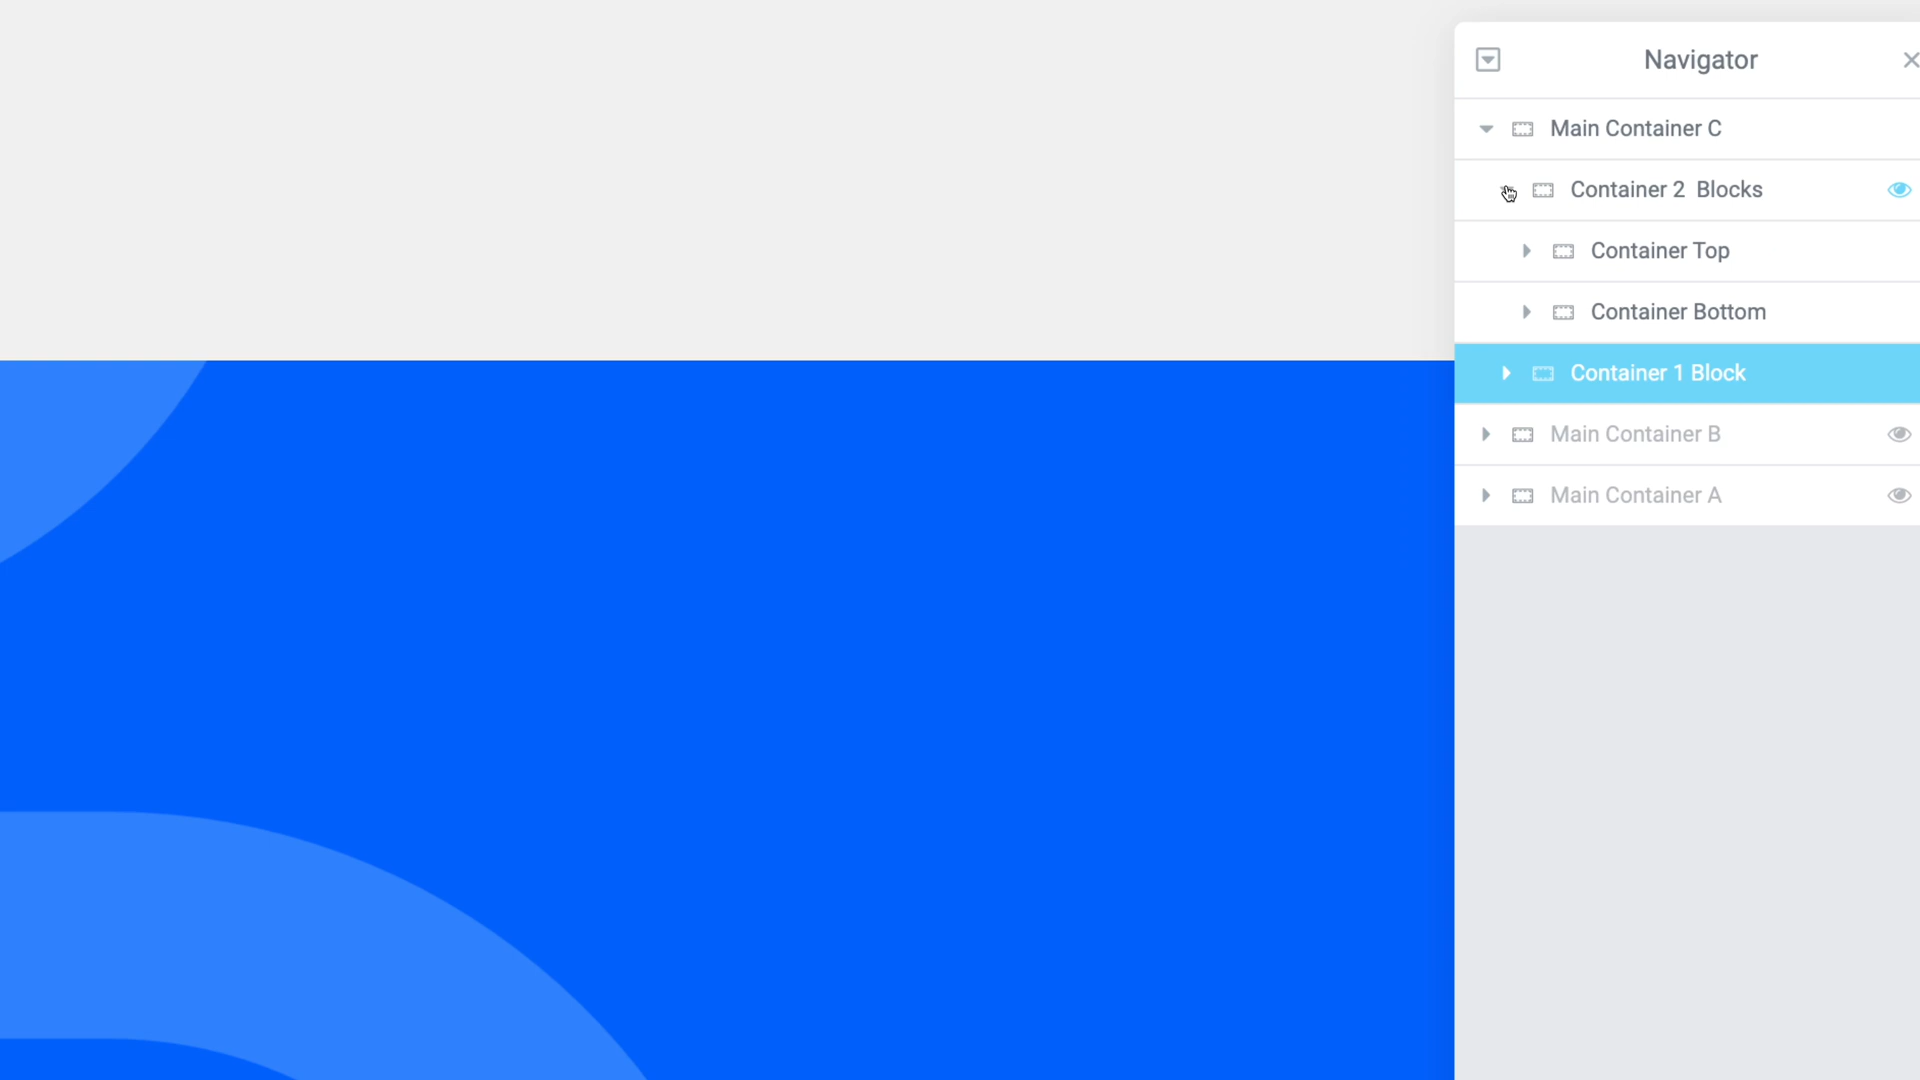 Navigator
Main Container C
Container 2 Blocks
Container Top
Container Bottom
Container 1 Block
Main Container B
Main Container A